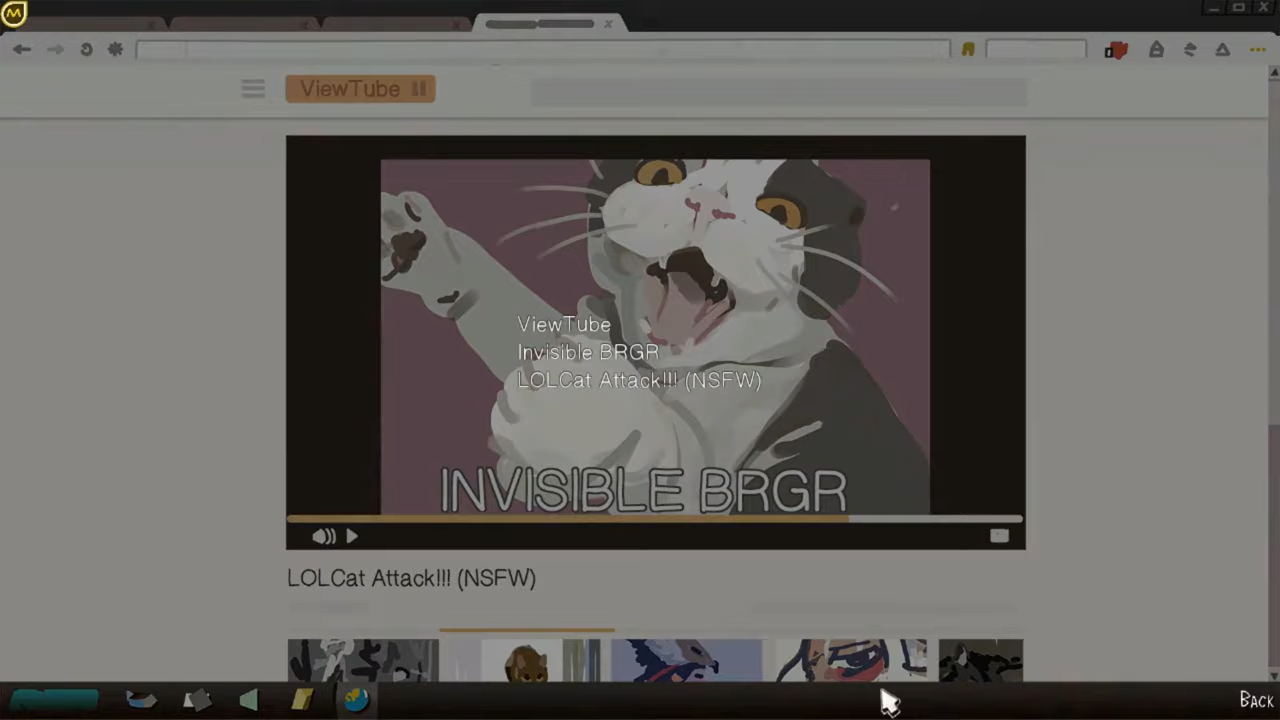 ViewTube
ViewTube
Invisible BRGR
LOLCat Attack!!! (NSFW)
INVISIBLE BRGR
LOLCat Attack!!! (NSFW)
BACK